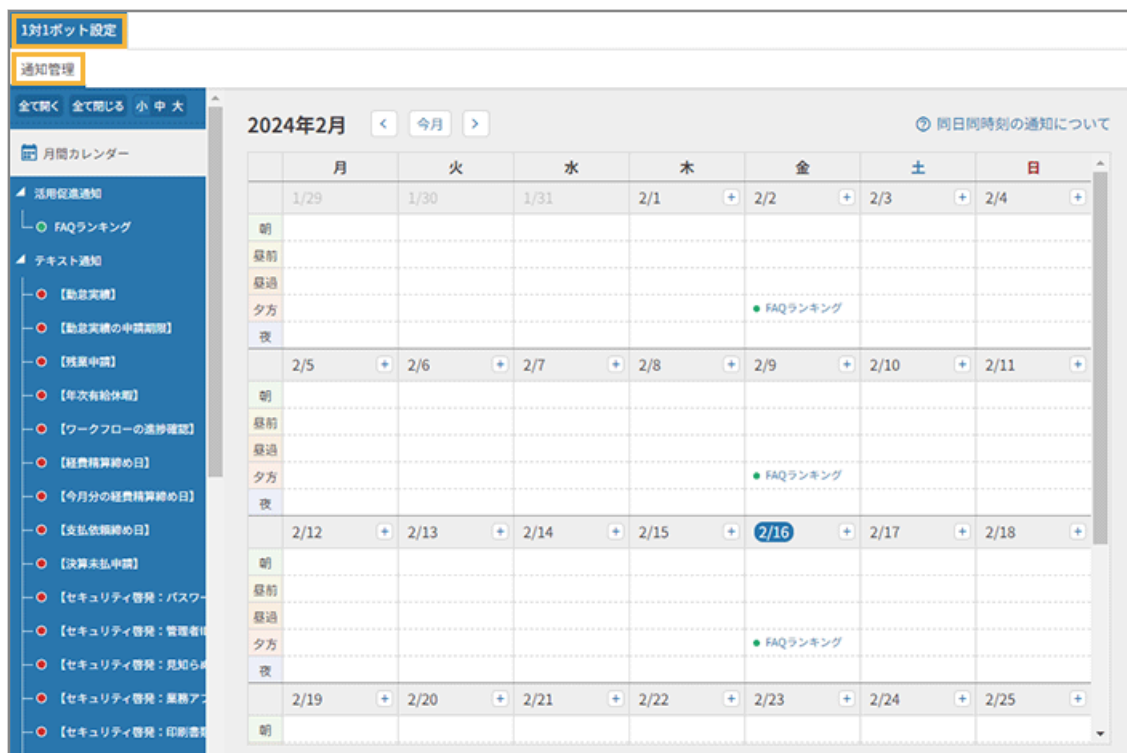 1対1ボット設定
通知管理
全て開く 全て閉じる 小 中 大
月間カレンダー
活用促進通知
FAQランキング
テキスト通知
【勤怠実績】
【勤怠実績の申請期限】
【残業申請】
【年次有給休暇】
【ワークフローの進捗確認】
【経費精算締め日】
【今月分の経費精算締め日】
【支払依頼締め日】
【決算未払申請】
【セキュリティ啓発：パスワー
【セキュリティ啓発：管理者
【セキュリティ啓発：見知らぬ
【セキュリティ啓発：業務アプ
【セキュリティ啓発：印刷書類
2024年2月 < 今月 > ? 同日同時刻の通知について
月 火 水 木 金 土 日
1/29 1/30 1/31 2/1 + 2/2 + 2/3 + 2/4 +
朝
昼前
昼過
夕方 FAQランキング
夜
2/5 + 2/6 + 2/7 + 2/8 + 2/9 + 2/10 + 2/11 +
朝
昼前
昼過
夕方 FAQランキング
夜
2/12 + 2/13 + 2/14 + 2/15 + 2/16 + 2/17 + 2/18 +
朝
昼前
昼過
夕方 FAQランキング
夜
2/19 + 2/20 + 2/21 + 2/22 + 2/23 + 2/24 + 2/25 +
朝